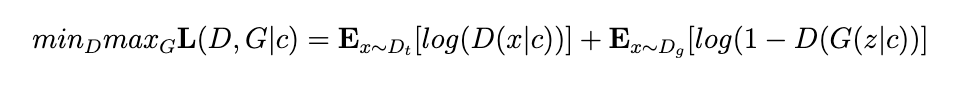 min_D max_G L(D, G|c) = E_{x∼D_t}[log(D(x|c))] + E_{x∼D_g}[log(1 − D(G(z|c))]